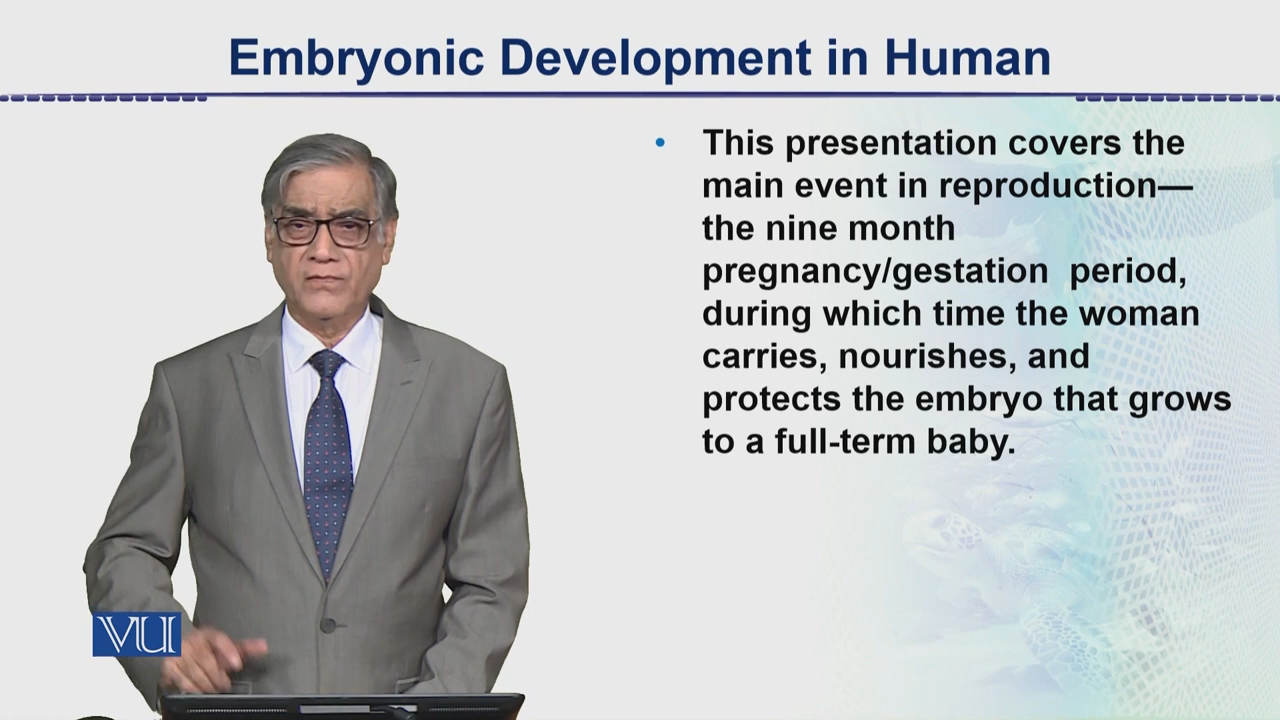 Embryonic Development in Human
• This presentation covers the
main event in reproduction—
the nine month
pregnancy/gestation period,
during which time the woman
carries, nourishes, and
protects the embryo that grows
to a full-term baby.
VU